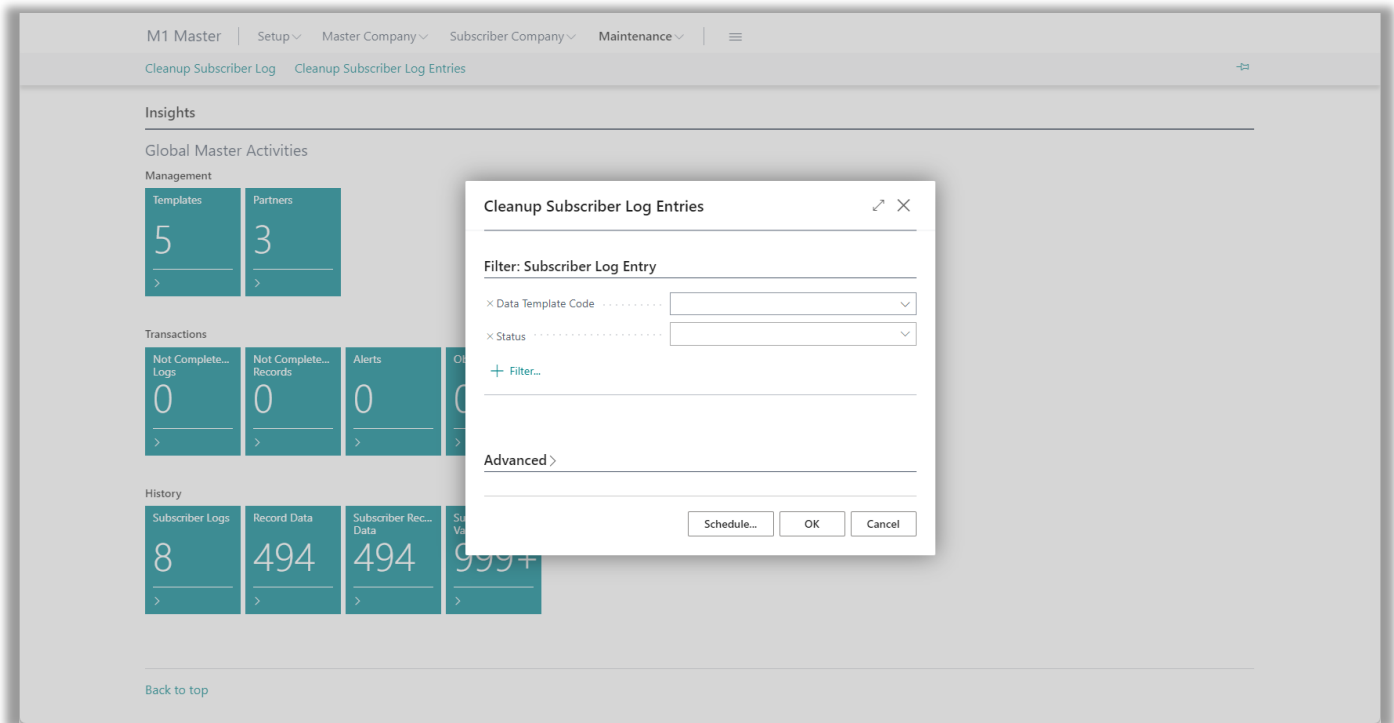 M1 Master Setup Master Company Subscriber Company Maintenance
Cleanup Subscriber Log Cleanup Subscriber Log Entries
Insights
Global Master Activities
Management
Templates
5
Partners
3
Transactions
Not Complete...
Logs
0
Not Complete...
Records
0
Alerts
0
History
Subscriber Logs
8
Record Data
494
Subscriber Rec...
Data
494
999+
Back to top
Cleanup Subscriber Log Entries
Filter: Subscriber Log Entry
Data Template Code
Status
Filter...
Advanced
Schedule... OK Cancel